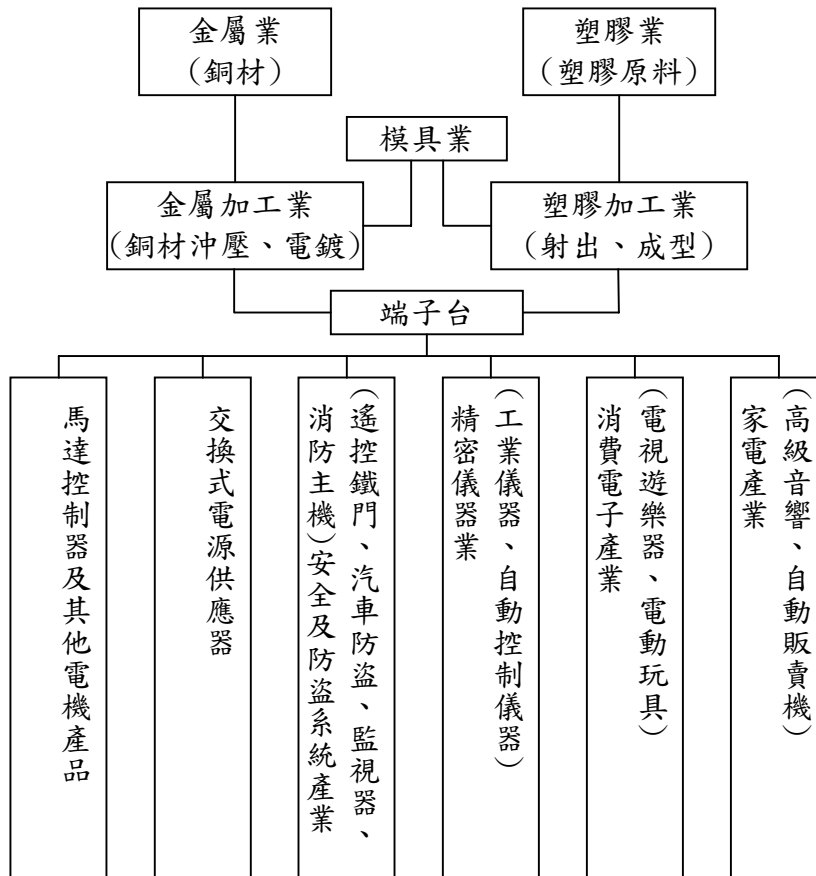 金屬業
(銅材)
塑膠業
(塑膠原料)
模具業
金屬加工業
(銅材沖壓、電鍍)
塑膠加工業
(射出、成型)
端子台
馬達控制器及其他電機產品
交換式電源供應器
(遙控鐵門、汽車防盜、監視器、
消防主機)安全及防盜系統產業
(工業儀器、自動控制儀器)
精密儀器業
(電視遊樂器、電動玩具)
消費電子產業
(高級音響、自動販賣機)
家電產業